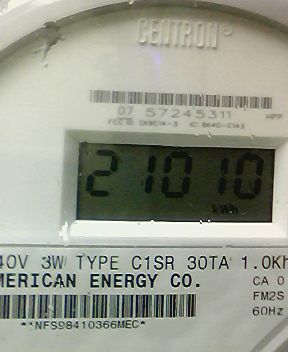 CENTRON®
07 57245311
21010
kWh
40V 3W TYPE C1SR 30TA 1.0Kh
MERICAN ENERGY CO.
CA 0
FM2S
60Hz
**NFS98410366MEC*